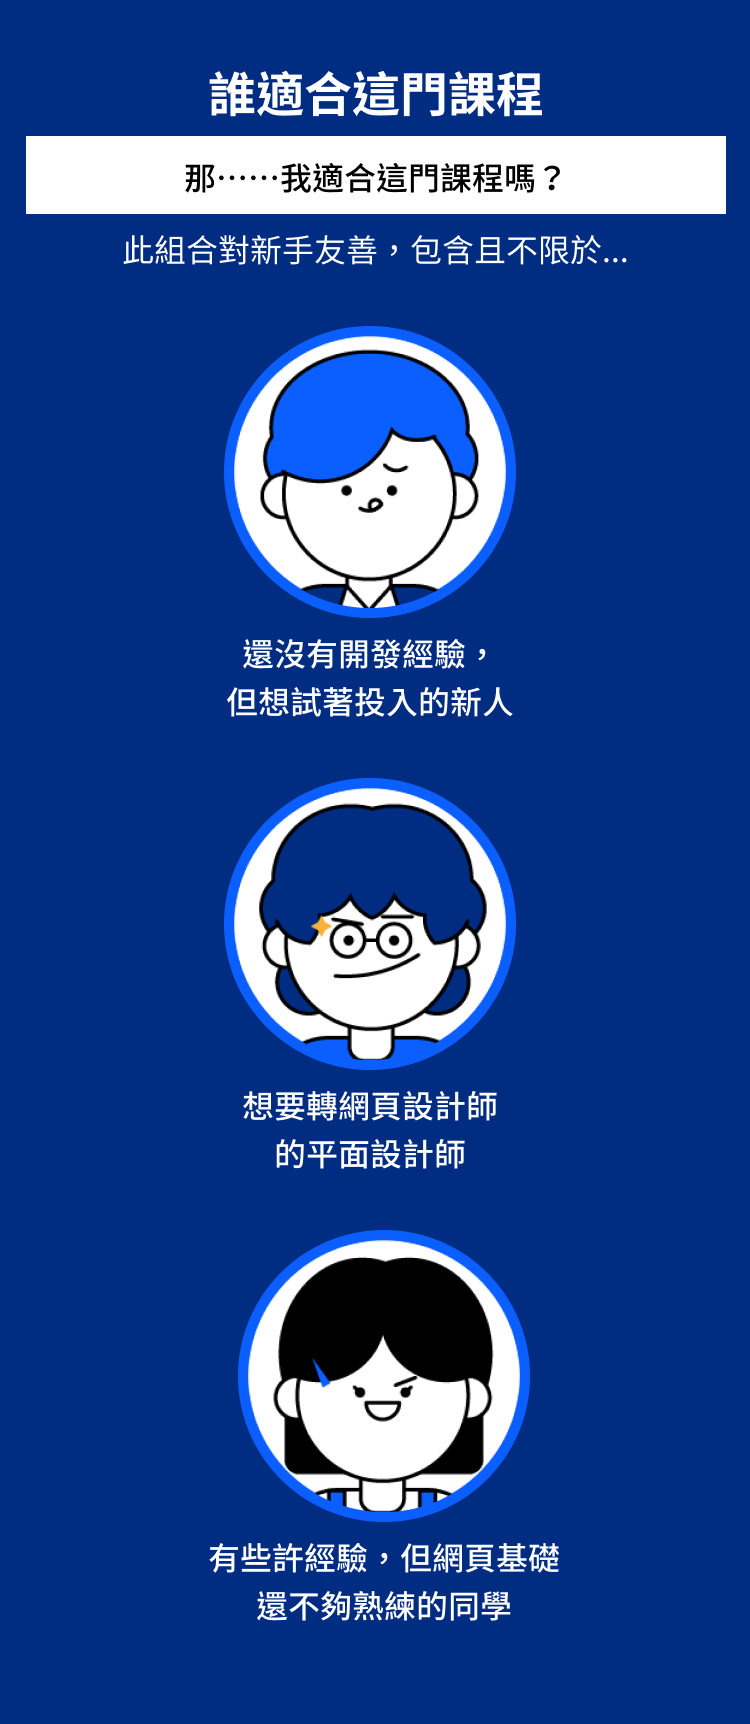 誰適合這門課程
那⋯⋯我適合這門課程嗎？
此組合對新手友善，包含且不限於...
還沒有開發經驗，
但想試著投入的新人
想要轉網頁設計師
的平面設計師
有些許經驗，但網頁基礎
還不夠熟練的同學